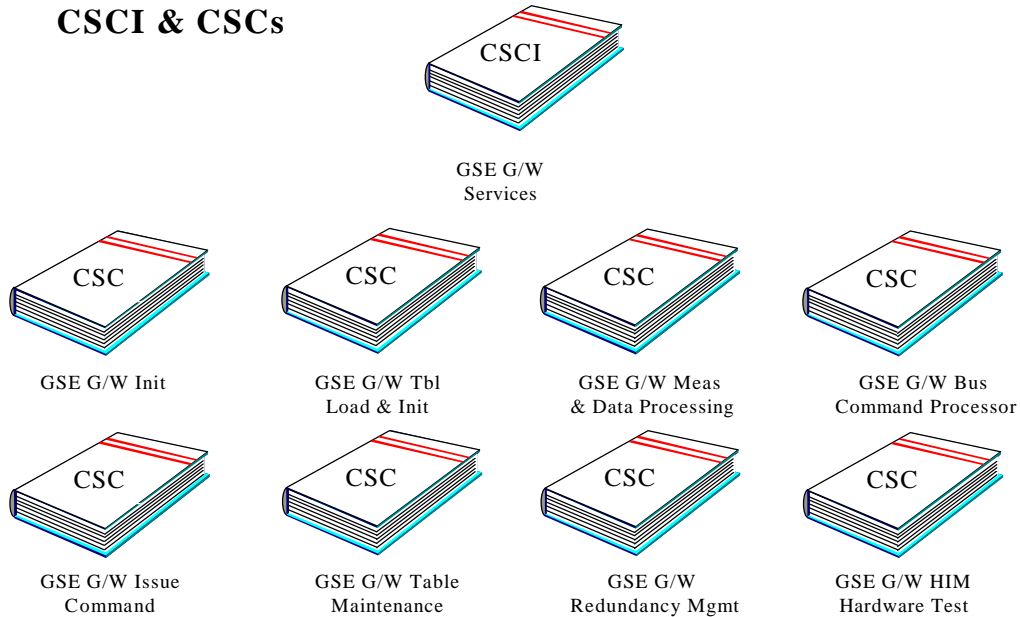 CSCI & CSCs
CSCI
GSE G/W
Services
CSC
CSC
CSC
CSC
GSE G/W Init
GSE G/W Tbl
Load & Init
GSE G/W Meas
& Data Processing
GSE G/W Bus
Command Processor
CSC
CSC
CSC
CSC
GSE G/W Issue
Command
GSE G/W Table
Maintenance
GSE G/W
Redundancy Mgmt
GSE G/W HIM
Hardware Test